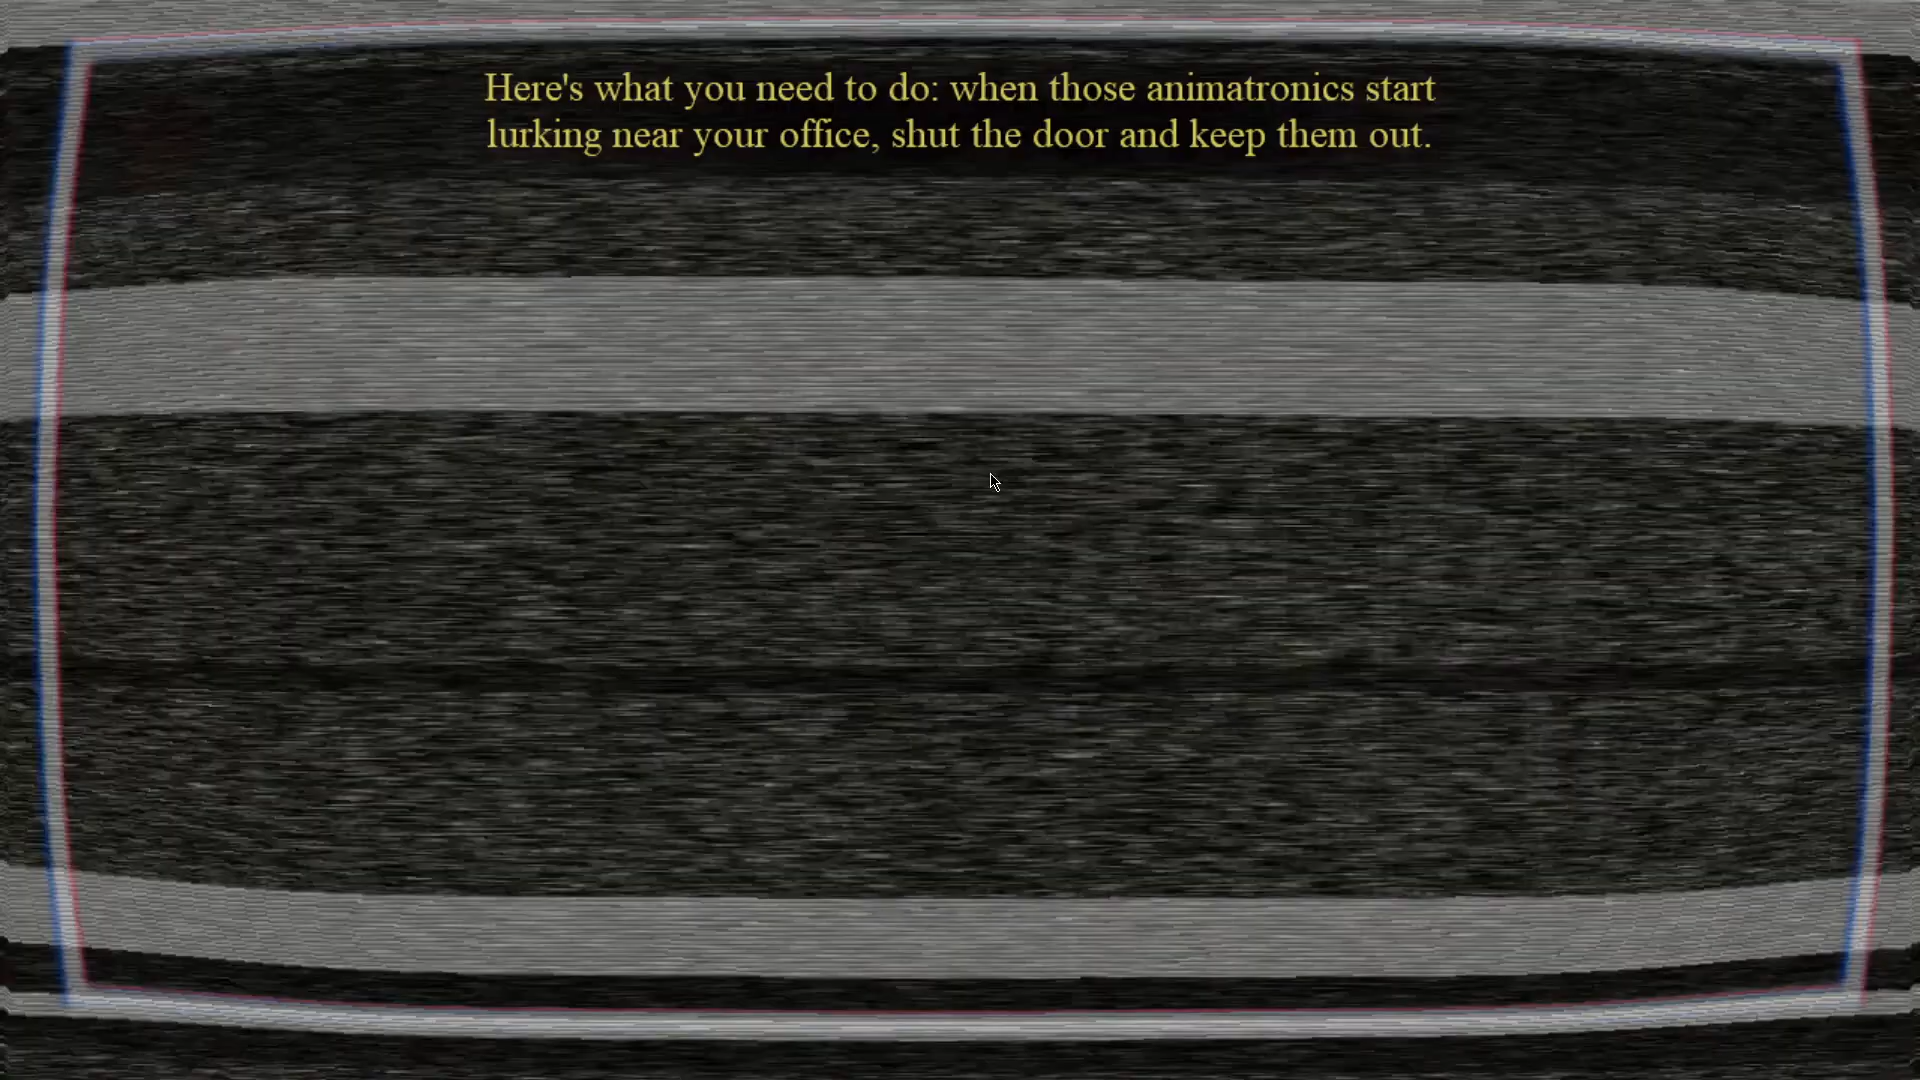 Here's what you need to do: when those animatronics start
lurking near your office, shut the door and keep them out.